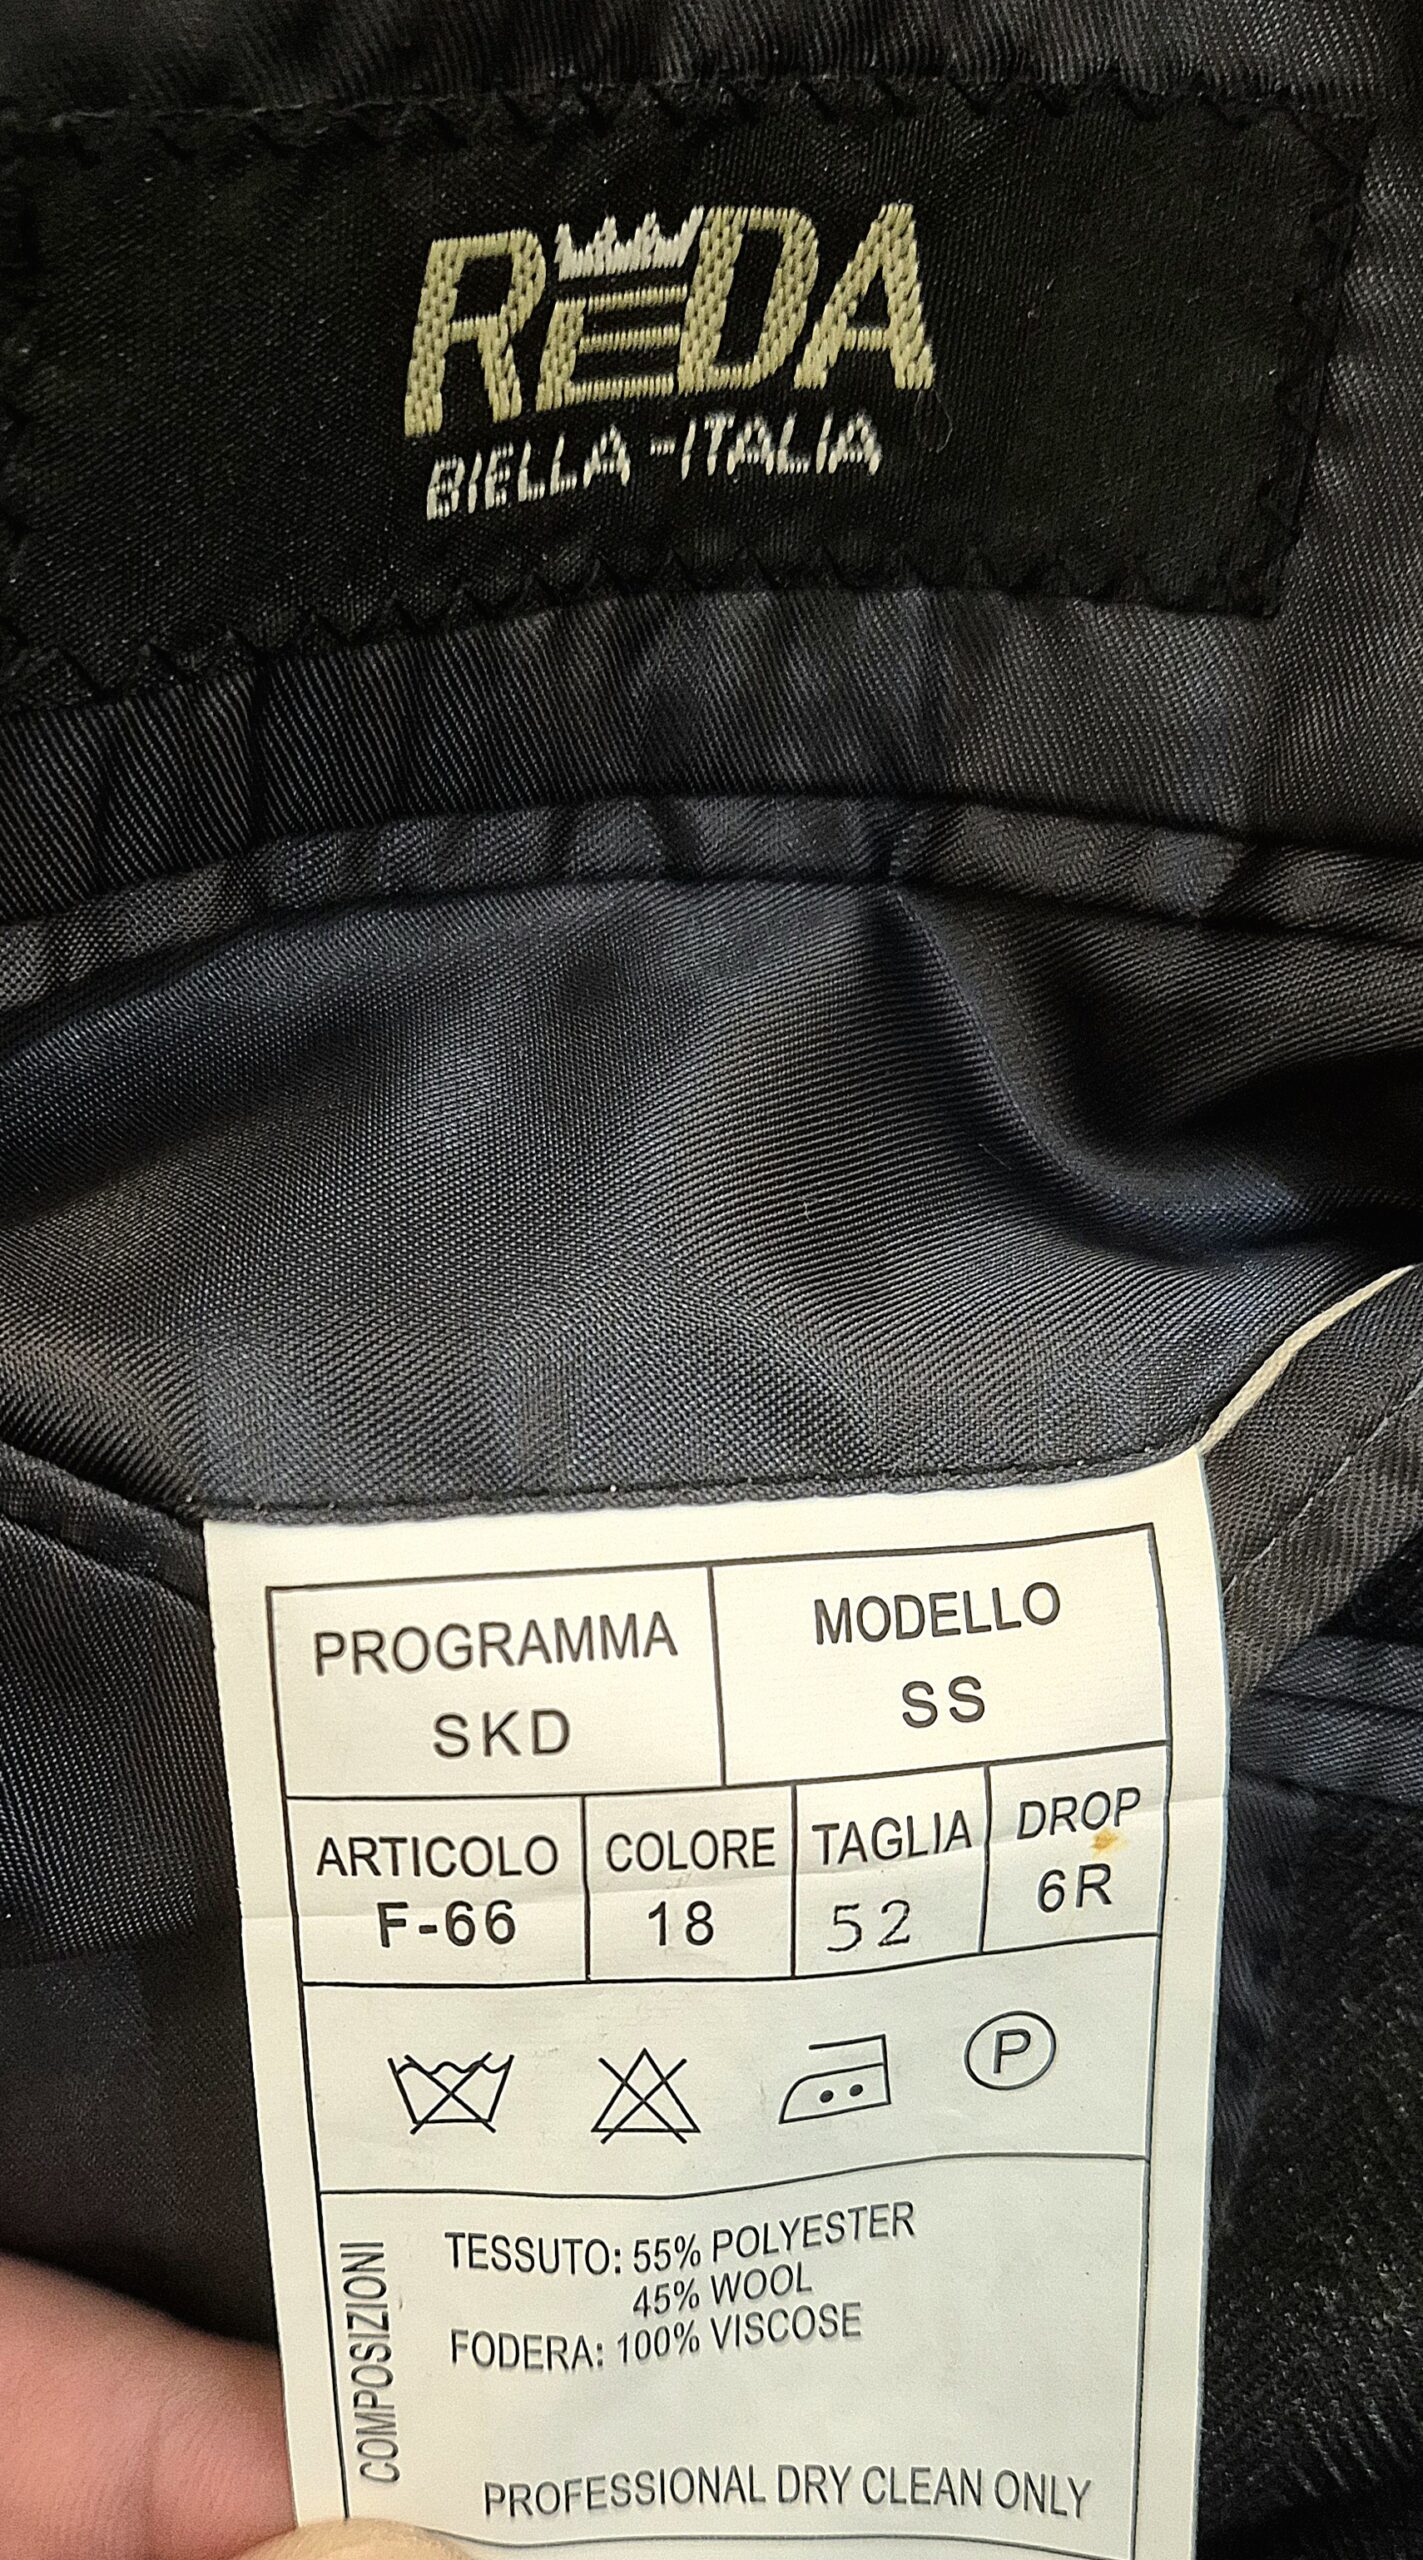 REDA
BIELLA-ITALIA
PROGRAMMA
SKD
MODELLO
SS
ARTICOLO
F-66
COLORE
18
TAGLIA
52
DROP
6R
P
COMPOSIZIONI
TESSUTO: 55% POLYESTER
45% WOOL
FODERA: 100% VISCOSE
PROFESSIONAL DRY CLEAN ONLY